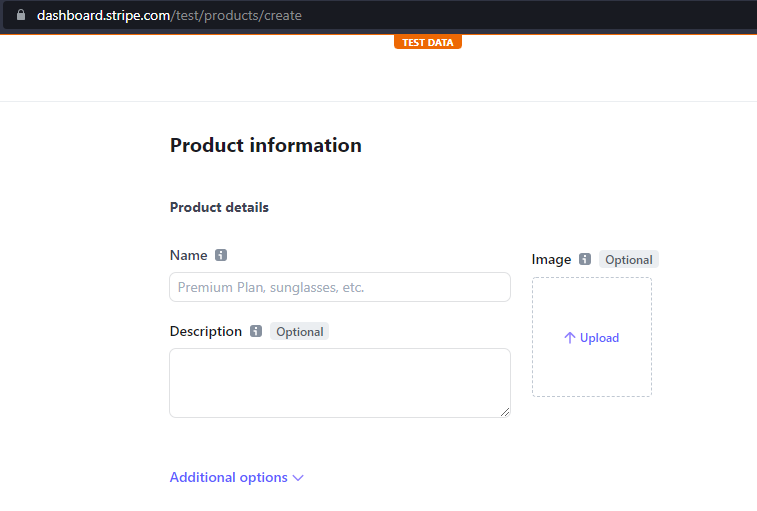 dashboard.stripe.com/test/products/create
TEST DATA
Product information
Product details
Name
Premium Plan, sunglasses, etc.
Image Optional
Upload
Description Optional
Additional options